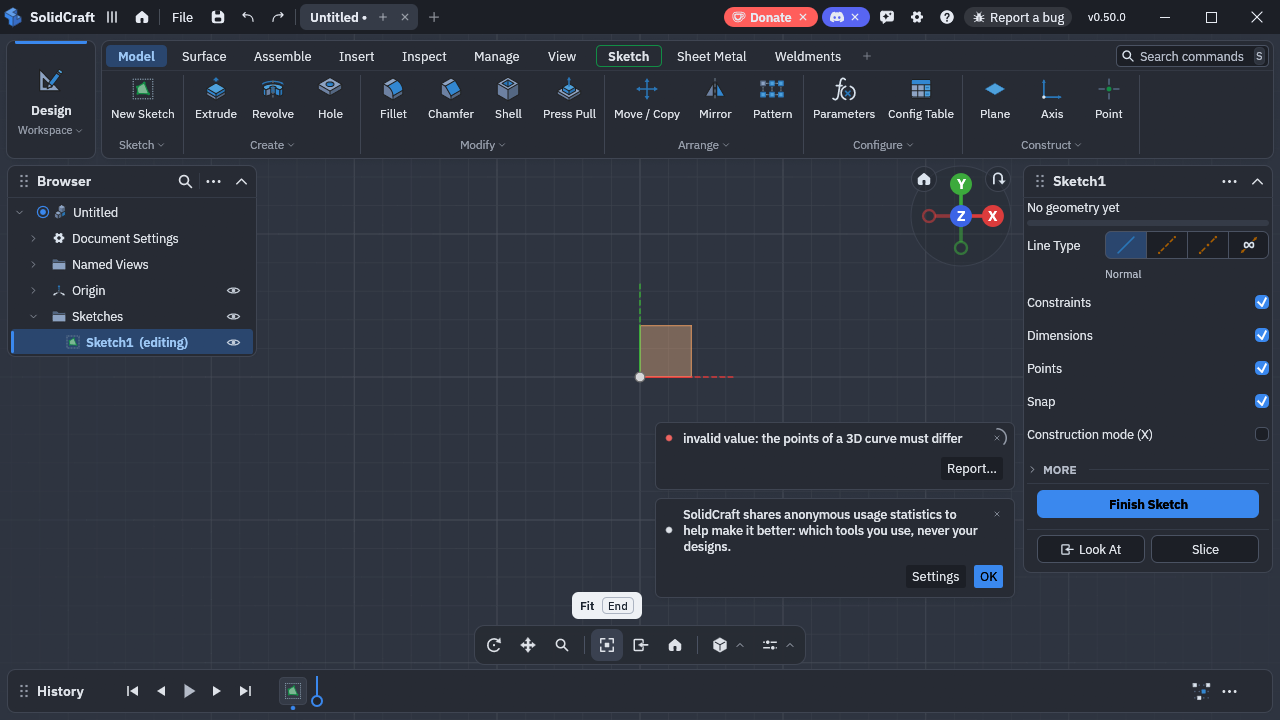 SolidCraft
File
Untitled •
Donate
Report a bug
v0.50.0
Design
Workspace
Model
Surface
Assemble
Insert
Inspect
Manage
View
Sketch
Sheet Metal
Weldments
Search commands
S
New Sketch
Extrude
Revolve
Hole
Fillet
Chamfer
Shell
Press Pull
Move / Copy
Mirror
Pattern
Parameters
Config Table
Plane
Axis
Point
Sketch
Create
Modify
Arrange
Configure
Construct
Browser
Untitled
Document Settings
Named Views
Origin
Sketches
Sketch1 (editing)
Y
Z
X
Sketch1
No geometry yet
Line Type
Normal
Constraints
Dimensions
Points
Snap
Construction mode (X)
MORE
Finish Sketch
Look At
Slice
invalid value: the points of a 3D curve must differ
Report...
SolidCraft shares anonymous usage statistics to
help make it better: which tools you use, never your
designs.
Settings
OK
Fit
End
History